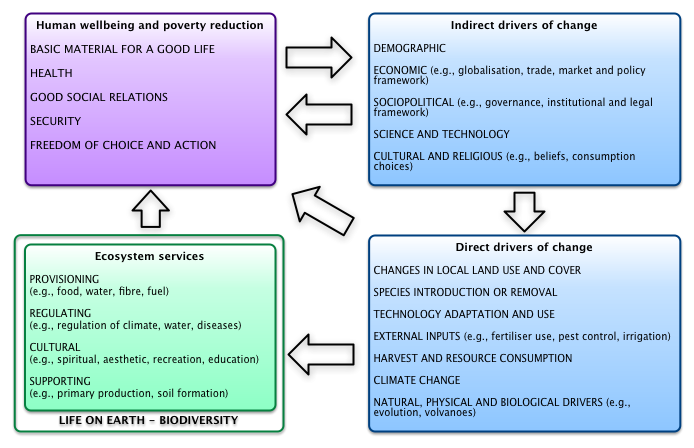 Human wellbeing and poverty reduction
BASIC MATERIAL FOR A GOOD LIFE
HEALTH
GOOD SOCIAL RELATIONS
SECURITY
FREEDOM OF CHOICE AND ACTION
Indirect drivers of change
DEMOGRAPHIC
ECONOMIC (e.g., globalisation, trade, market and policy
framework)
SOCIOPOLITICAL (e.g., governance, institutional and legal
framework)
SCIENCE AND TECHNOLOGY
CULTURAL AND RELIGIOUS (e.g., beliefs, consumption
choices)
Ecosystem services
PROVISIONING
(e.g., food, water, fibre, fuel)
REGULATING
(e.g., regulation of climate, water, diseases)
CULTURAL
(e.g., spiritual, aesthetic, recreation, education)
SUPPORTING
(e.g., primary production, soil formation)
LIFE ON EARTH – BIODIVERSITY
Direct drivers of change
CHANGES IN LOCAL LAND USE AND COVER
SPECIES INTRODUCTION OR REMOVAL
TECHNOLOGY ADAPTATION AND USE
EXTERNAL INPUTS (e.g., fertiliser use, pest control, irrigation)
HARVEST AND RESOURCE CONSUMPTION
CLIMATE CHANGE
NATURAL, PHYSICAL AND BIOLOGICAL DRIVERS (e.g.,
evolution, volvanoes)